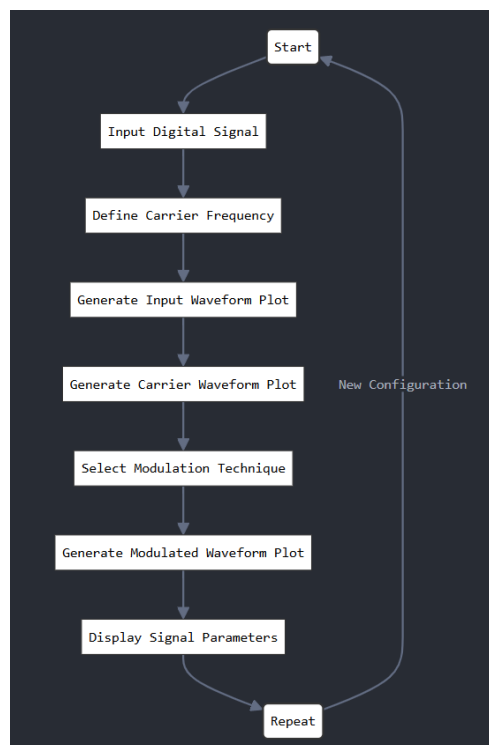 Start
Input Digital Signal
Define Carrier Frequency
Generate Input Waveform Plot
Generate Carrier Waveform Plot
New Configuration
Select Modulation Technique
Generate Modulated Waveform Plot
Display Signal Parameters
Repeat